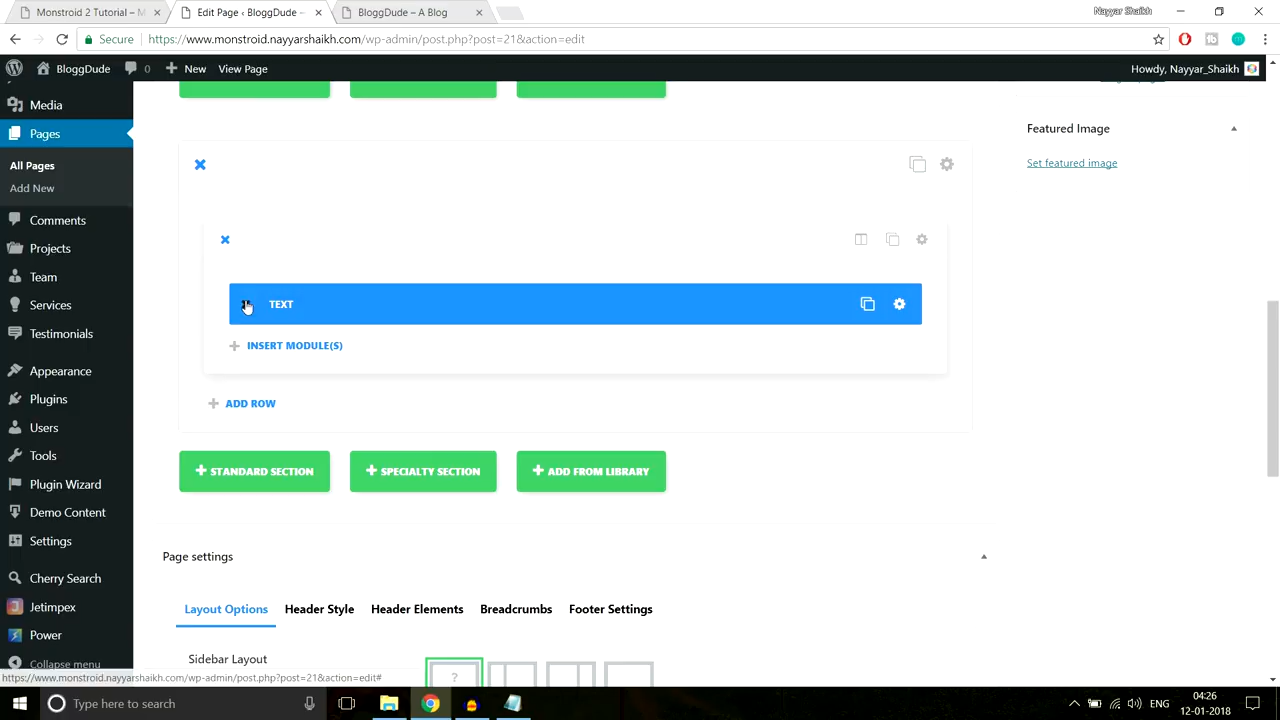 Monstroid 2 Tutorial – M
Edit Page ‹ BloggDude –
BloggDude – A Blog
Nayyar Shaikh
Secure
https://www.monstroid.nayyarshaikh.com/wp-admin/post.php?post=21&action=edit
BloggDude
0
New
View Page
Howdy, Nayyar_Shaikh
Media
Pages
All Pages
Add New
Comments
Projects
Team
Services
Testimonials
Appearance
Plugins
Users
Tools
Plugin Wizard
Demo Content
Settings
Cherry Search
Jetimpex
Power
Collapse menu
Featured Image
Set featured image
TEXT
INSERT MODULE(S)
ADD ROW
STANDARD SECTION
SPECIALTY SECTION
ADD FROM LIBRARY
Page settings
Layout Options
Header Style
Header Elements
Breadcrumbs
Footer Settings
Sidebar Layout
?
https://www.monstroid.nayyarshaikh.com/wp-admin/post.php?post=21&action=edit#
Type here to search
ENG
04:26
12-01-2018